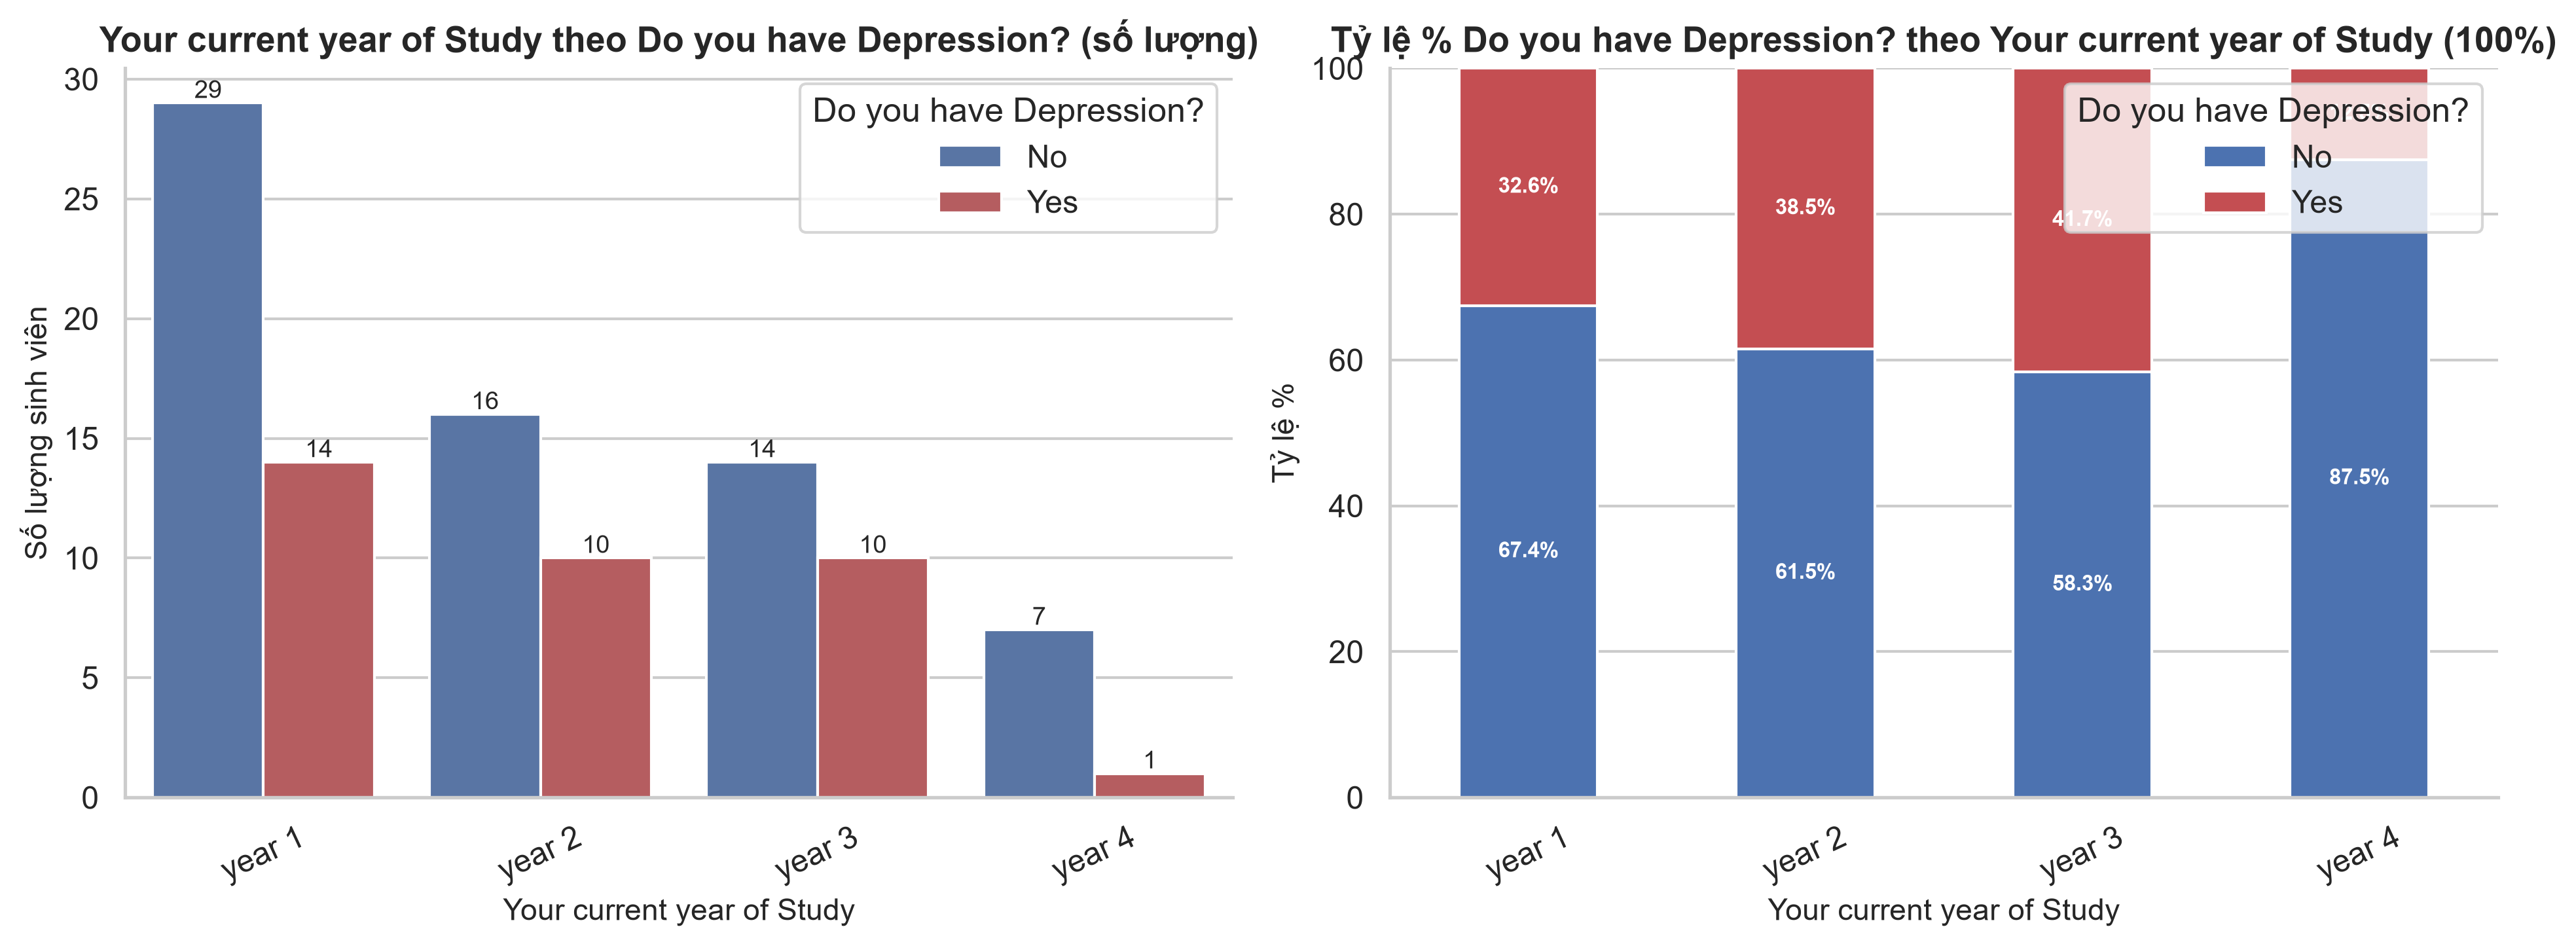 Your current year of Study theo Do you have Depression? (số lượng)
30
25
20
15
10
5
0
Số lượng sinh viên
29
14
16
10
14
10
7
1
Do you have Depression?
No
Yes
year 1
year 2
year 3
year 4
Your current year of Study
Tỷ lệ % Do you have Depression? theo Your current year of Study (100%)
100
80
60
40
20
0
Tỷ lệ %
32.6%
38.5%
41.7%
67.4%
61.5%
58.3%
87.5%
Do you have Depression?
No
Yes
year 1
year 2
year 3
year 4
Your current year of Study